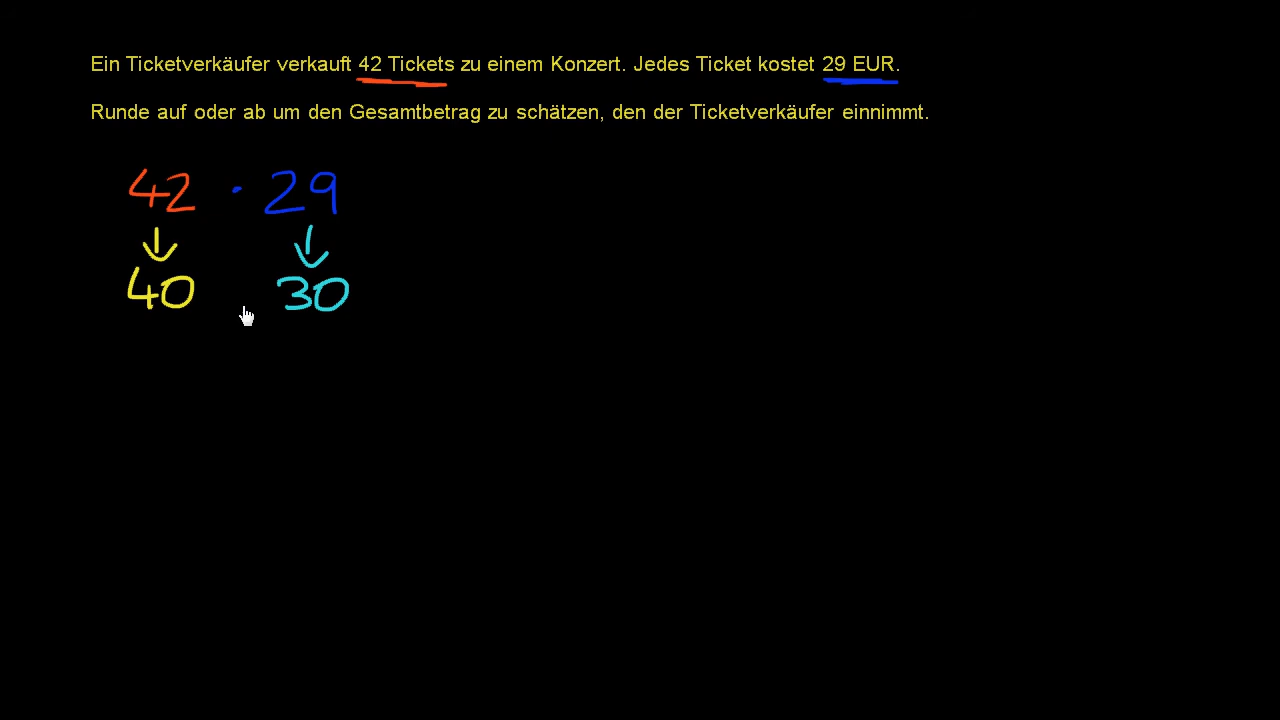 Ein Ticketverkäufer verkauft 42 Tickets zu einem Konzert. Jedes Ticket kostet 29 EUR.
Runde auf oder ab um den Gesamtbetrag zu schätzen, den der Ticketverkäufer einnimmt.
42 · 29
↓ ↓
40 30